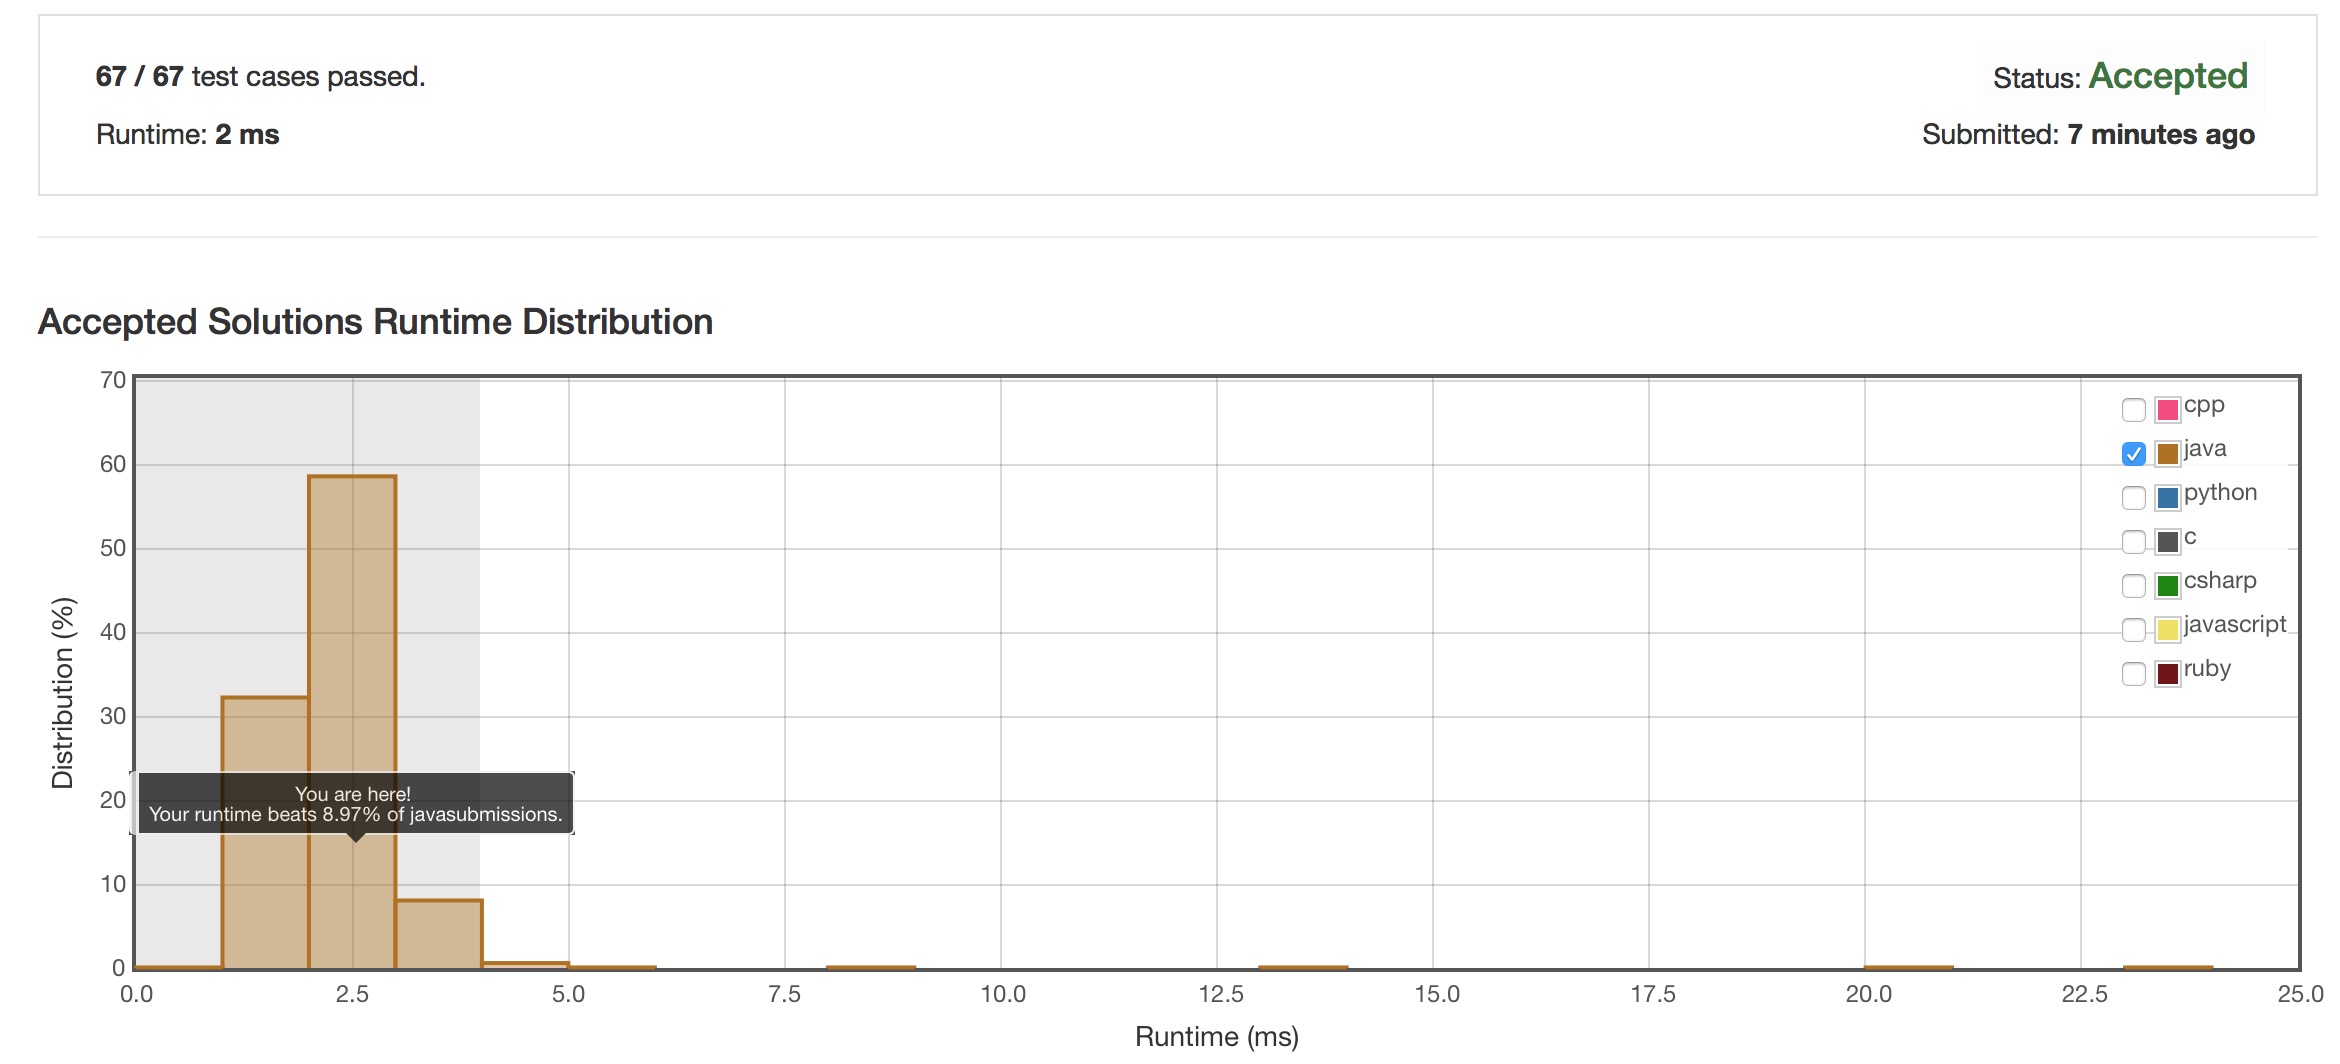 67 / 67 test cases passed.
Status: Accepted
Runtime: 2 ms
Submitted: 7 minutes ago
Accepted Solutions Runtime Distribution
70
60
50
40
30
20
10
0
Distribution (%)
cpp
java
python
c
csharp
javascript
ruby
You are here!
Your runtime beats 8.97% of javasubmissions.
0.0 2.5 5.0 7.5 10.0 12.5 15.0 17.5 20.0 22.5 25.0
Runtime (ms)